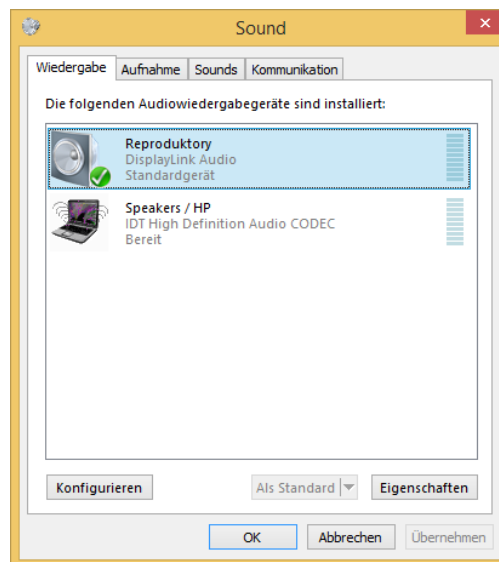 Sound
Wiedergabe Aufnahme Sounds Kommunikation
Die folgenden Audiowiedergabegeräte sind installiert:
Reproduktory
DisplayLink Audio
Standardgerät
Speakers / HP
IDT High Definition Audio CODEC
Bereit
Konfigurieren Als Standard Eigenschaften
OK Abbrechen Übernehmen